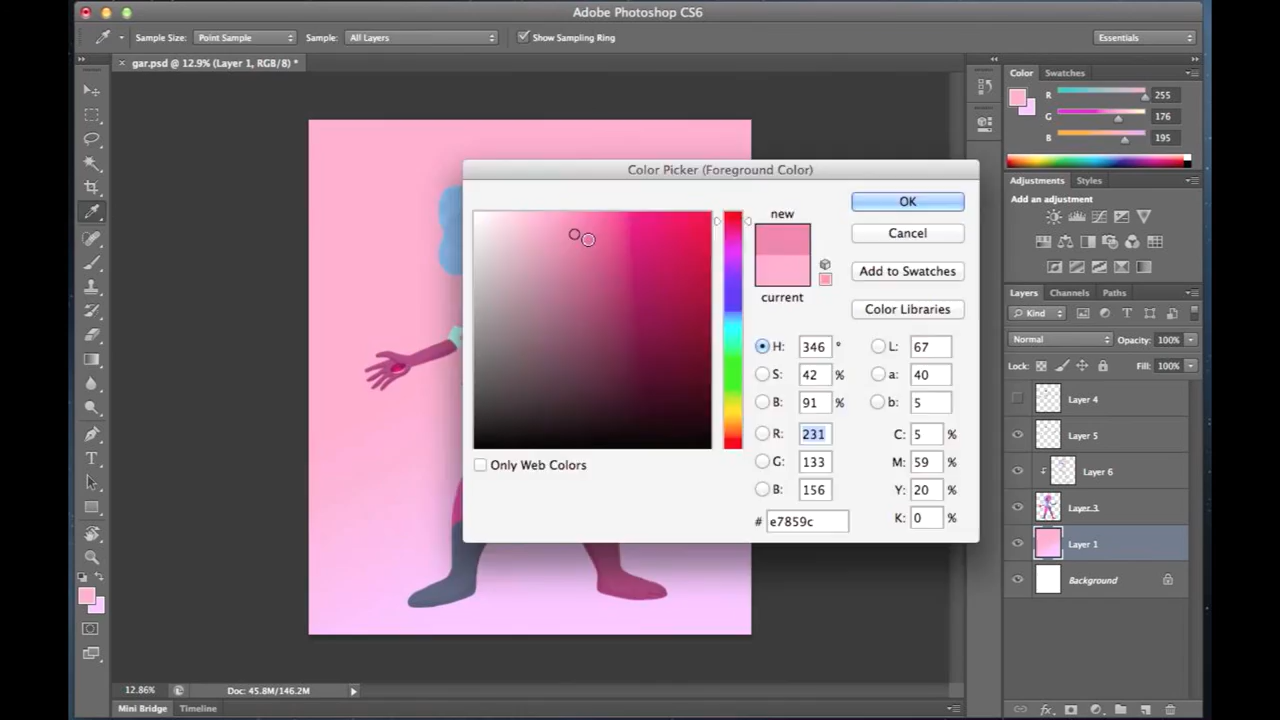 Adobe Photoshop CS6
Sample Size: Point Sample Sample: All Layers Show Sampling Ring Essentials
× gar.psd @ 12.9% (Layer 1, RGB/8) *
Color Swatches
R 255
G 176
B 195
Adjustments Styles
Add an adjustment
Layers Channels Paths
Kind
Normal Opacity: 100%
Lock: Fill: 100%
Layer 4
Layer 5
Layer 6
Layer 3
Layer 1
Background
Color Picker (Foreground Color)
new
current
OK
Cancel
Add to Swatches
Color Libraries
H: 346 ° L: 67
S: 42 % a: 40
B: 91 % b: 5
R: 231 C: 5 %
G: 133 M: 59 %
B: 156 Y: 20 %
# e7859c K: 0 %
Only Web Colors
12.86% Doc: 45.8M/146.2M
Mini Bridge Timeline